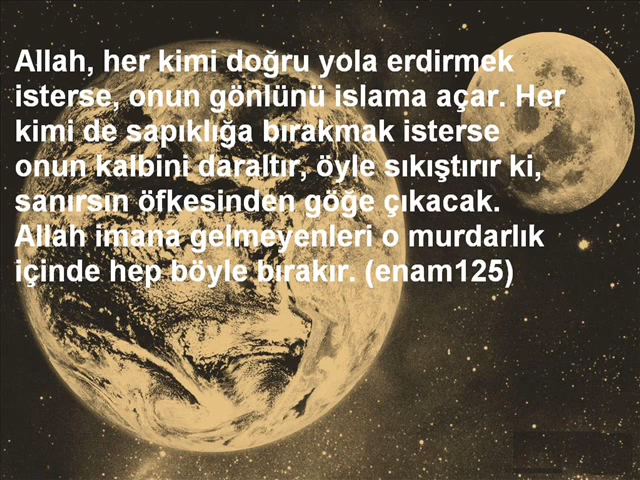 Allah, her kimi doğru yola erdirmek
isterse, onun gönlünü islama açar. Her
kimi de sapıklığa bırakmak isterse
onun kalbini daraltır, öyle sıkıştırır ki,
sanırsın öfkesinden göğe çıkacak.
Allah imana gelmeyenleri o murdarlık
içinde hep böyle bırakır. (enam125)